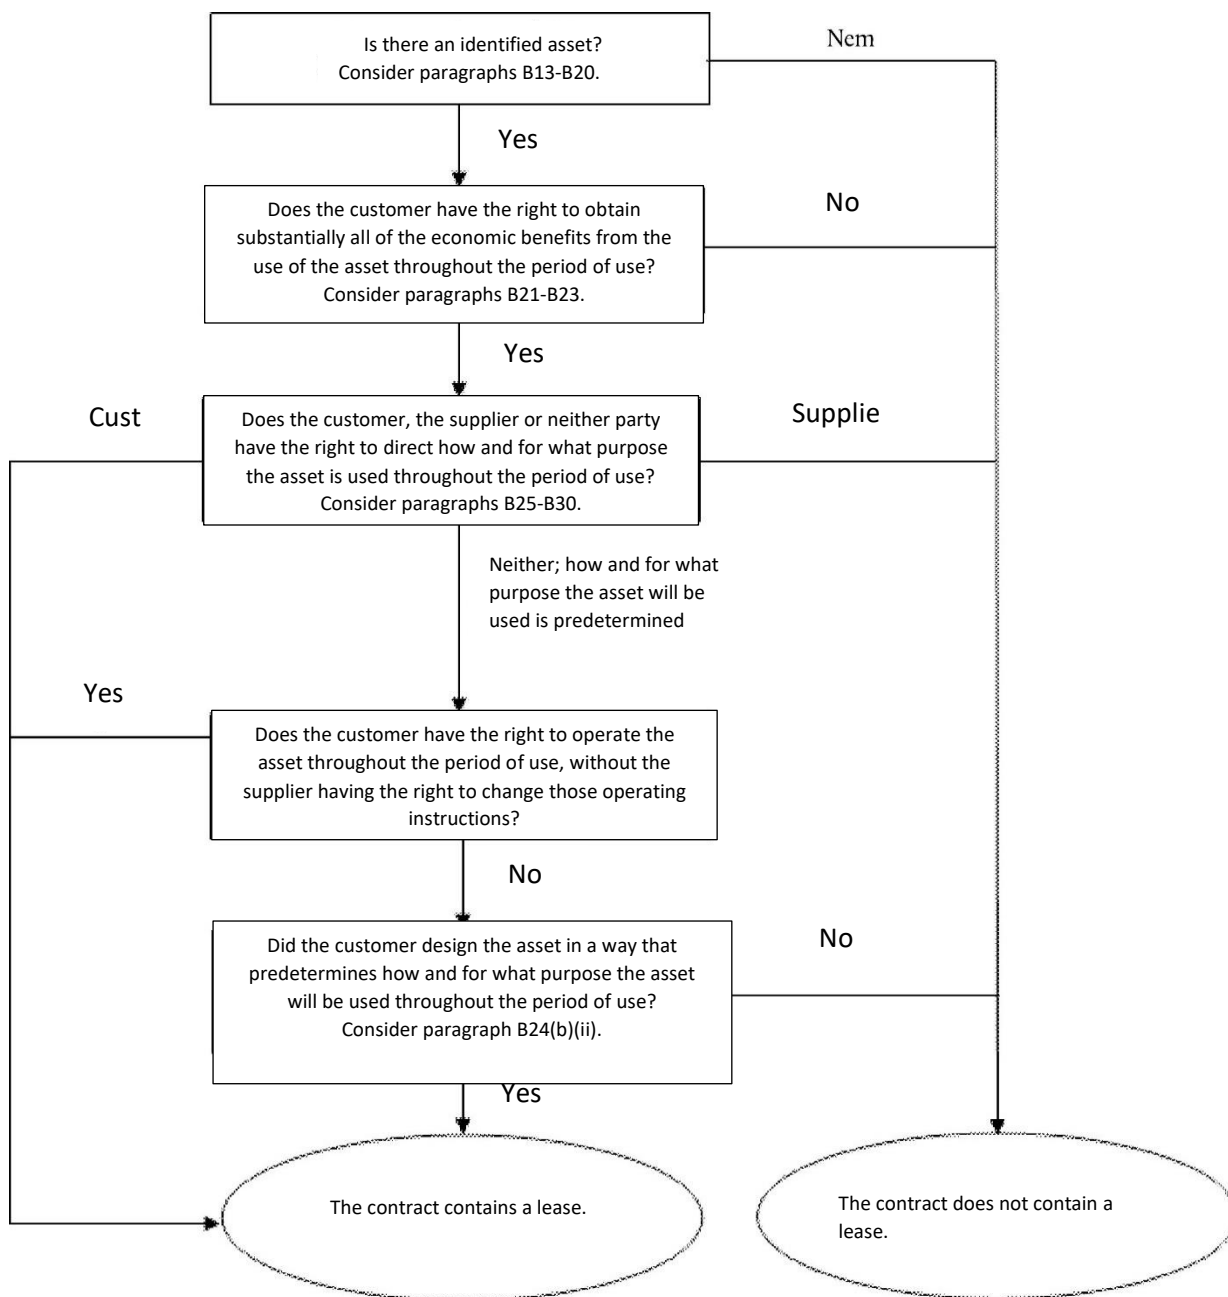 Is there an identified asset?
Consider paragraphs B13-B20.
Nem
Yes
Does the customer have the right to obtain
substantially all of the economic benefits from the
use of the asset throughout the period of use?
Consider paragraphs B21-B23.
No
Yes
Cust
Does the customer, the supplier or neither party
have the right to direct how and for what purpose
the asset is used throughout the period of use?
Consider paragraphs B25-B30.
Supplie
Neither; how and for what
purpose the asset will be
used is predetermined
Yes
Does the customer have the right to operate the
asset throughout the period of use, without the
supplier having the right to change those operating
instructions?
No
Did the customer design the asset in a way that
predetermines how and for what purpose the asset
will be used throughout the period of use?
Consider paragraph B24(b)(ii).
No
Yes
The contract contains a lease.
The contract does not contain a
lease.